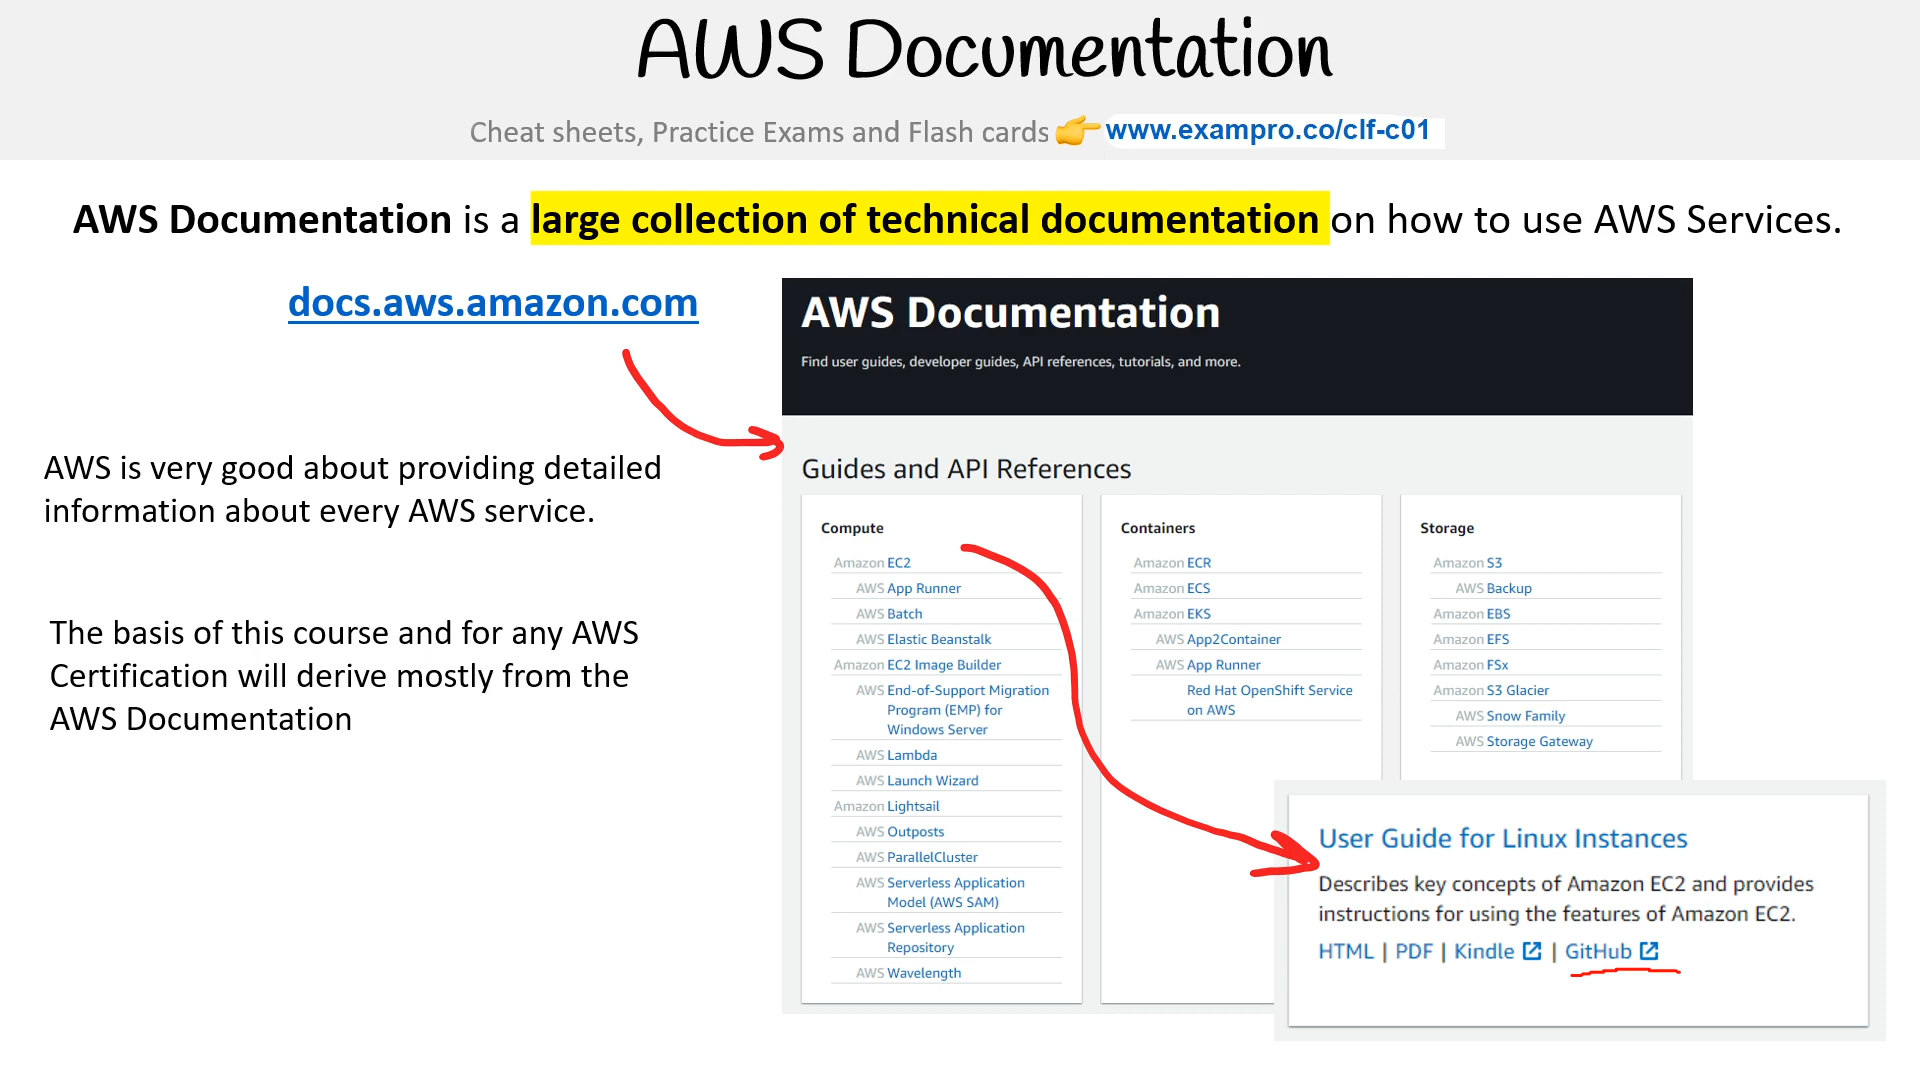 AWS Documentation
Cheat sheets, Practice Exams and Flash cards 👉 www.exampro.co/clf-c01
AWS Documentation is a large collection of technical documentation on how to use AWS Services.
docs.aws.amazon.com
AWS is very good about providing detailed
information about every AWS service.
The basis of this course and for any AWS
Certification will derive mostly from the
AWS Documentation
AWS Documentation
Find user guides, developer guides, API references, tutorials, and more.
Guides and API References
Compute
Amazon EC2
AWS App Runner
AWS Batch
AWS Elastic Beanstalk
Amazon EC2 Image Builder
AWS End-of-Support Migration
Program (EMP) for
Windows Server
AWS Lambda
AWS Launch Wizard
Amazon Lightsail
AWS Outposts
AWS ParallelCluster
AWS Serverless Application
Model (AWS SAM)
AWS Serverless Application
Repository
AWS Wavelength
Containers
Amazon ECR
Amazon ECS
Amazon EKS
AWS App2Container
AWS App Runner
Red Hat OpenShift Service
on AWS
Storage
Amazon S3
AWS Backup
Amazon EBS
Amazon EFS
Amazon FSx
Amazon S3 Glacier
AWS Snow Family
AWS Storage Gateway
User Guide for Linux Instances
Describes key concepts of Amazon EC2 and provides
instructions for using the features of Amazon EC2.
HTML | PDF | Kindle | GitHub